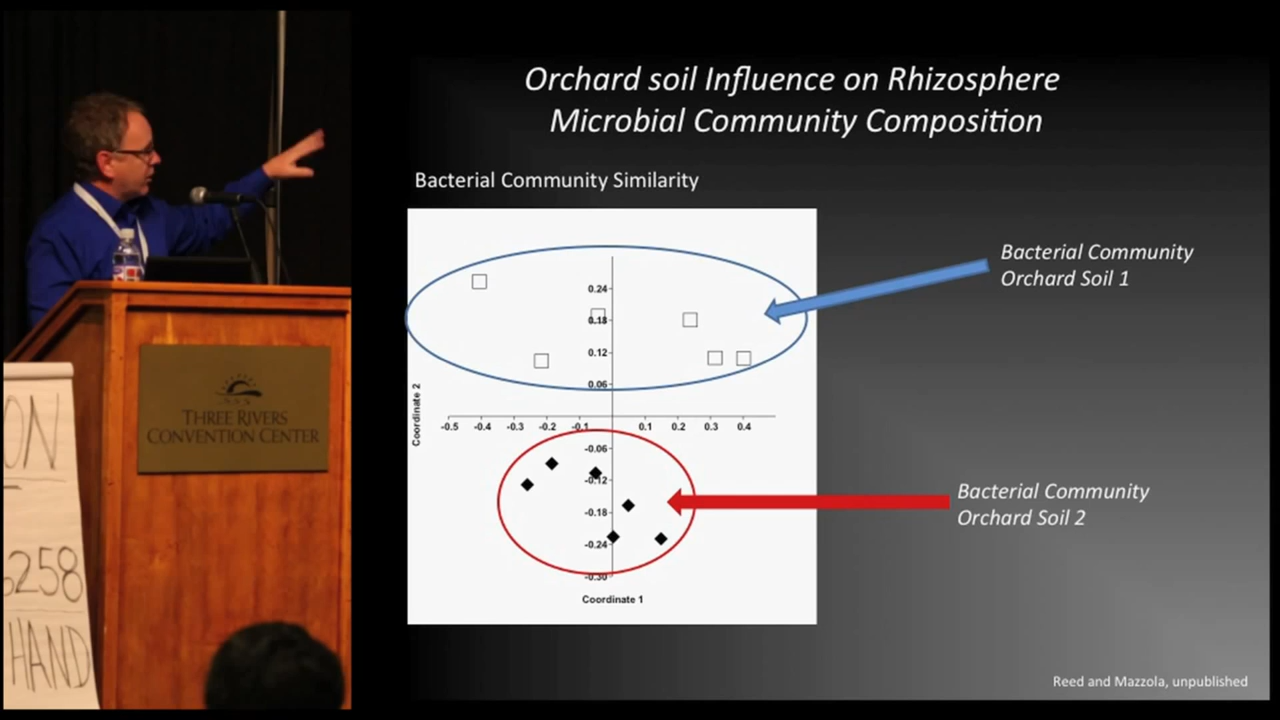 Orchard soil Influence on Rhizosphere
Microbial Community Composition
Bacterial Community Similarity
Bacterial Community
Orchard Soil 1
0.24
0.18
0.12
0.06
-0.5 -0.4 -0.3 -0.2 -0.1 0.1 0.2 0.3 0.4
-0.06
-0.12
-0.18
-0.24
-0.30
Coordinate 2
Coordinate 1
Bacterial Community
Orchard Soil 2
Reed and Mazzola, unpublished
THREE RIVERS
CONVENTION CENTER
ON
258
HAND